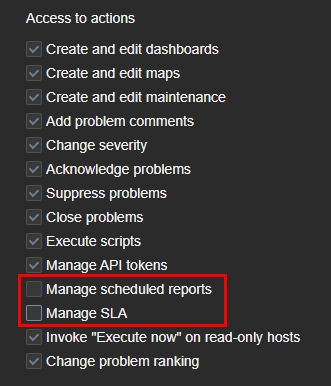 Access to actions
Create and edit dashboards
Create and edit maps
Create and edit maintenance
Add problem comments
Change severity
Acknowledge problems
Suppress problems
Close problems
Execute scripts
Manage API tokens
Manage scheduled reports
Manage SLA
Invoke "Execute now" on read-only hosts
Change problem ranking